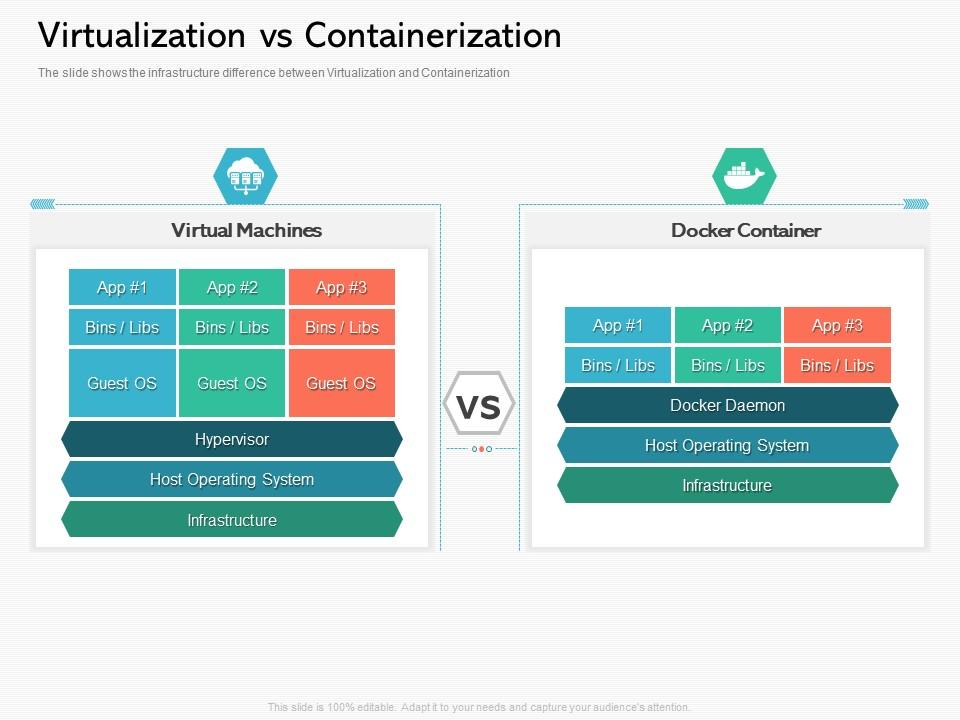 Virtualization vs Containerization
The slide shows the infrastructure difference between Virtualization and Containerization
Virtual Machines
App #1 App #2 App #3
Bins / Libs Bins / Libs Bins / Libs
Guest OS Guest OS Guest OS
Hypervisor
Host Operating System
Infrastructure
VS
Docker Container
App #1 App #2 App #3
Bins / Libs Bins / Libs Bins / Libs
Docker Daemon
Host Operating System
Infrastructure
This slide is 100% editable. Adapt it to your needs and capture your audience's attention.